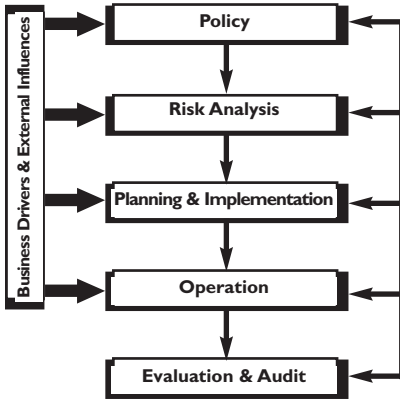 Business Drivers & External Influences
Policy
Risk Analysis
Planning & Implementation
Operation
Evaluation & Audit